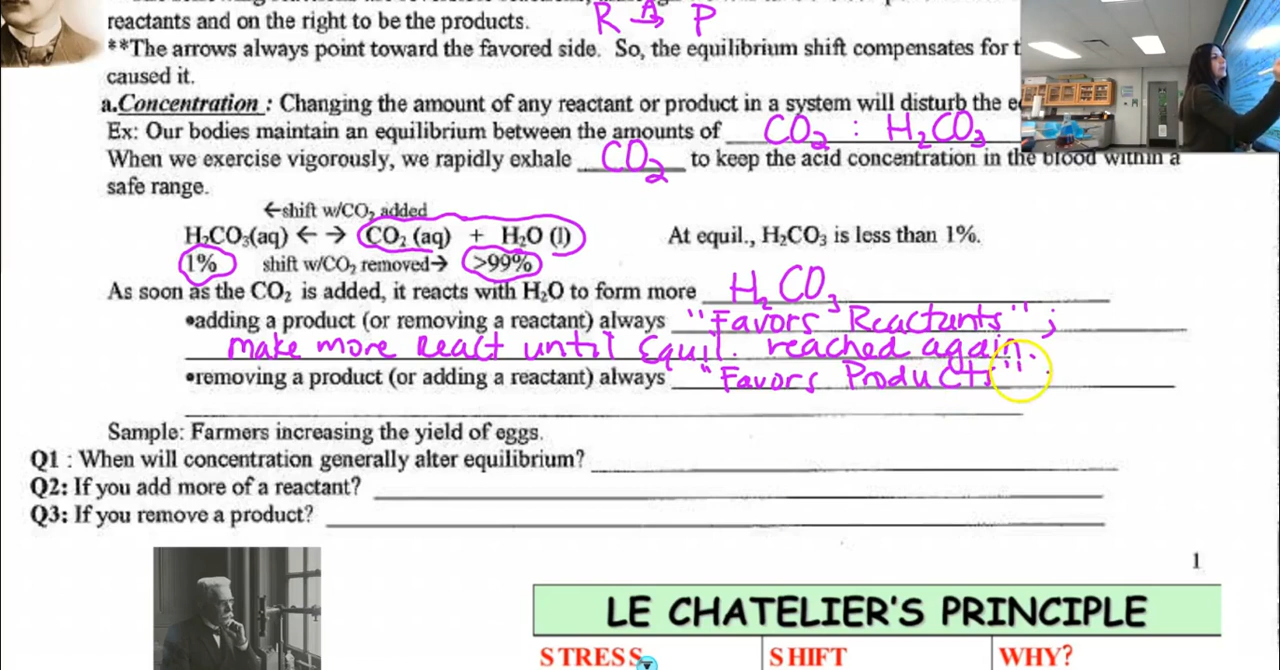 reactants and on the right to be the products. R ⇌ P
**The arrows always point toward the favored side. So, the equilibrium shift compensates for t
caused it.
a.Concentration : Changing the amount of any reactant or product in a system will disturb the e
Ex: Our bodies maintain an equilibrium between the amounts of CO₂ : H₂CO₃
When we exercise vigorously, we rapidly exhale CO₂ to keep the acid concentration in the blood within a
safe range.
←shift w/CO₂ added
H₂CO₃(aq) ← → CO₂ (aq) + H₂O (l) At equil., H₂CO₃ is less than 1%.
1% shift w/CO₂ removed→ >99%
As soon as the CO₂ is added, it reacts with H₂O to form more H₂CO₃
•adding a product (or removing a reactant) always "Favors Reactants";
make more React until Equil. reached again.
•removing a product (or adding a reactant) always "Favors Products"
Sample: Farmers increasing the yield of eggs.
Q1 : When will concentration generally alter equilibrium?
Q2: If you add more of a reactant?
Q3: If you remove a product?
1
LE CHATELIER'S PRINCIPLE
STRESS SHIFT WHY?